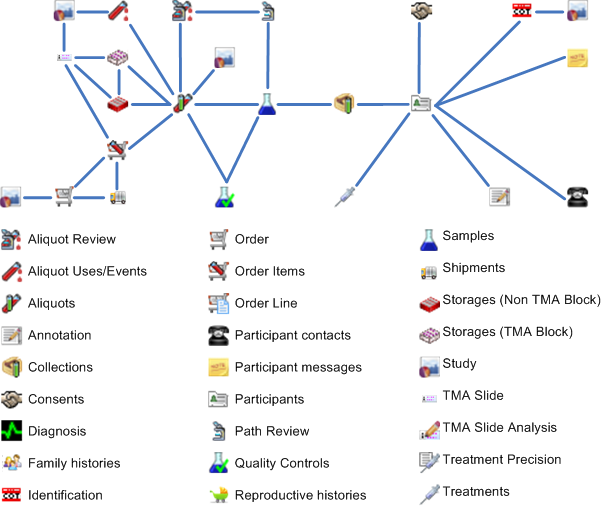 Aliquot Review
Aliquot Uses/Events
Aliquots
Annotation
Collections
Consents
Diagnosis
Family histories
Identification
Order
Order Items
Order Line
Participant contacts
Participant messages
Participants
Path Review
Quality Controls
Reproductive histories
Samples
Shipments
Storages (Non TMA Block)
Storages (TMA Block)
Study
TMA Slide
TMA Slide Analysis
Treatment Precision
Treatments